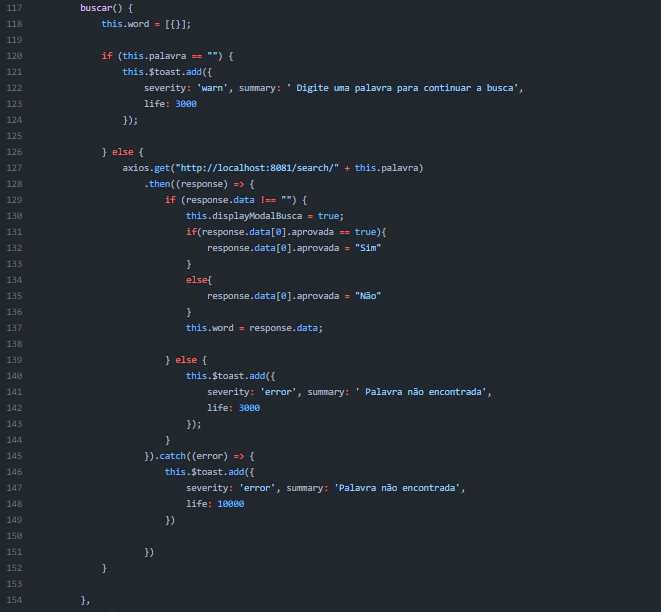 117 buscar() {
118 this.word = [{}];
119
120 if (this.palavra == "") {
121 this.$toast.add({
122 severity: 'warn', summary: ' Digite uma palavra para continuar a busca',
123 life: 3000
124 });
125
126 } else {
127 axios.get("http://localhost:8081/search/" + this.palavra)
128 .then((response) => {
129 if (response.data !== "") {
130 this.displayModalBusca = true;
131 if(response.data[0].aprovada == true){
132 response.data[0].aprovada = "Sim"
133 }
134 else{
135 response.data[0].aprovada = "Não"
136 }
137 this.word = response.data;
138
139 } else {
140 this.$toast.add({
141 severity: 'error', summary: ' Palavra não encontrada',
142 life: 3000
143 });
144 }
145 }).catch((error) => {
146 this.$toast.add({
147 severity: 'error', summary: 'Palavra não encontrada',
148 life: 10000
149 })
150
151 })
152 }
153
154 },